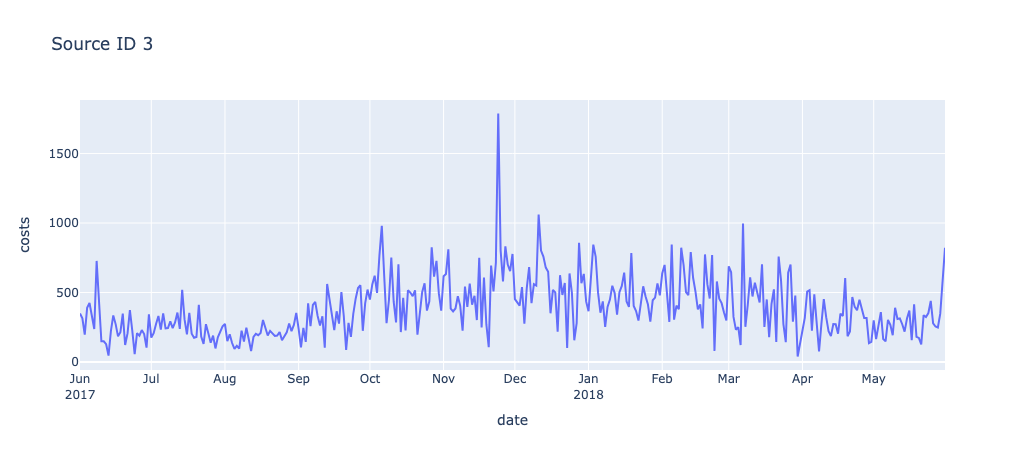 Source ID 3
1500
1000
500
0
costs
Jun Jul Aug Sep Oct Nov Dec Jan Feb Mar Apr May
2017 2018
date